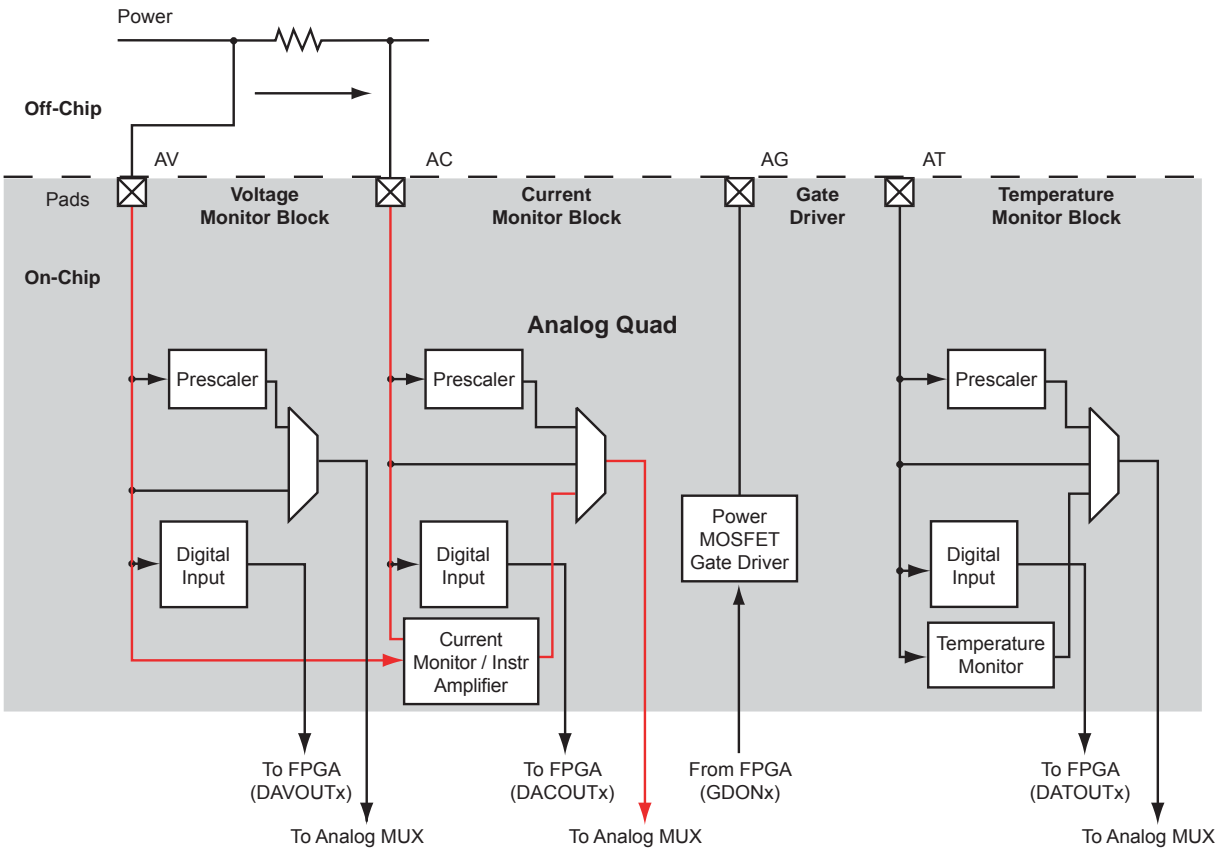 Power
Off-Chip
AV
AC
AG
AT
Pads
Voltage
Monitor Block
Current
Monitor Block
Gate
Driver
Temperature
Monitor Block
On-Chip
Analog Quad
Prescaler
Prescaler
Prescaler
Digital
Input
Digital
Input
Power
MOSFET
Gate Driver
Digital
Input
Current
Monitor / Instr
Amplifier
Temperature
Monitor
To FPGA
(DAVOUTx)
To FPGA
(DACOUTx)
From FPGA
(GDONx)
To FPGA
(DATOUTx)
To Analog MUX
To Analog MUX
To Analog MUX